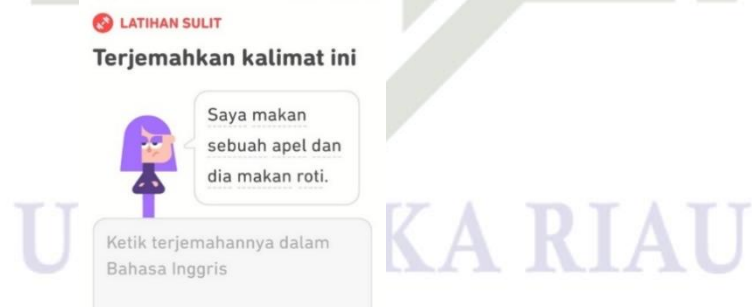 LATIHAN SULIT
Terjemahkan kalimat ini
Saya makan
sebuah apel dan
dia makan roti.
Ketik terjemahannya dalam
Bahasa Inggris
U KA RIAU